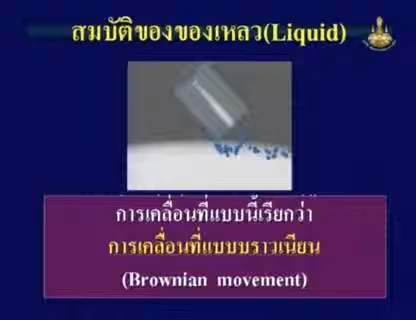 สมบัติของของเหลว(Liquid)
การเคลื่อนที่แบบนี้เรียกว่า
การเคลื่อนที่แบบบราวเนียน
(Brownian movement)